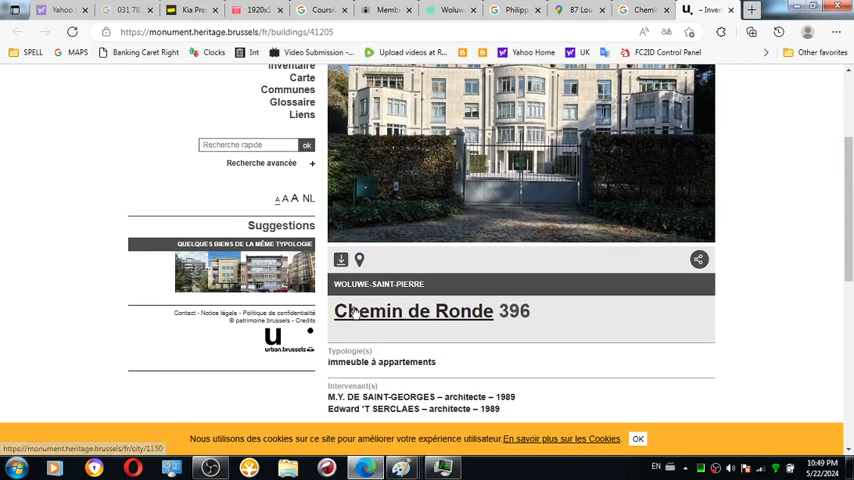 Yahoo
031 78
Kia Pre
1920x3
Coursiv
Memb
Woluw
Philipp
87 Lou
Chemin
– Inven
https://monument.heritage.brussels/fr/buildings/41205
SPELL
MAPS
Banking Caret Right
Clocks
Int
Video Submission -...
Upload videos at R...
Yahoo Home
UK
FC2ID Control Panel
Other favorites
Inventaire
Carte
Communes
Glossaire
Liens
Recherche rapide
ok
Recherche avancée +
A A A NL
Suggestions
QUELQUES BIENS DE LA MÊME TYPOLOGIE
Contact - Notice légale - Politique de confidentialité
© patrimoine.brussels - Credits
u
urban.brussels
WOLUWE-SAINT-PIERRE
Chemin de Ronde 396
Typologie(s)
immeuble à appartements
Intervenant(s)
M.Y. DE SAINT-GEORGES – architecte – 1989
Edward 'T SERCLAES – architecte – 1989
Nous utilisons des cookies sur ce site pour améliorer votre expérience utilisateur.En savoir plus sur les Cookies.
OK
https://monument.heritage.brussels/fr/city/1150
EN
10:49 PM
5/22/2024